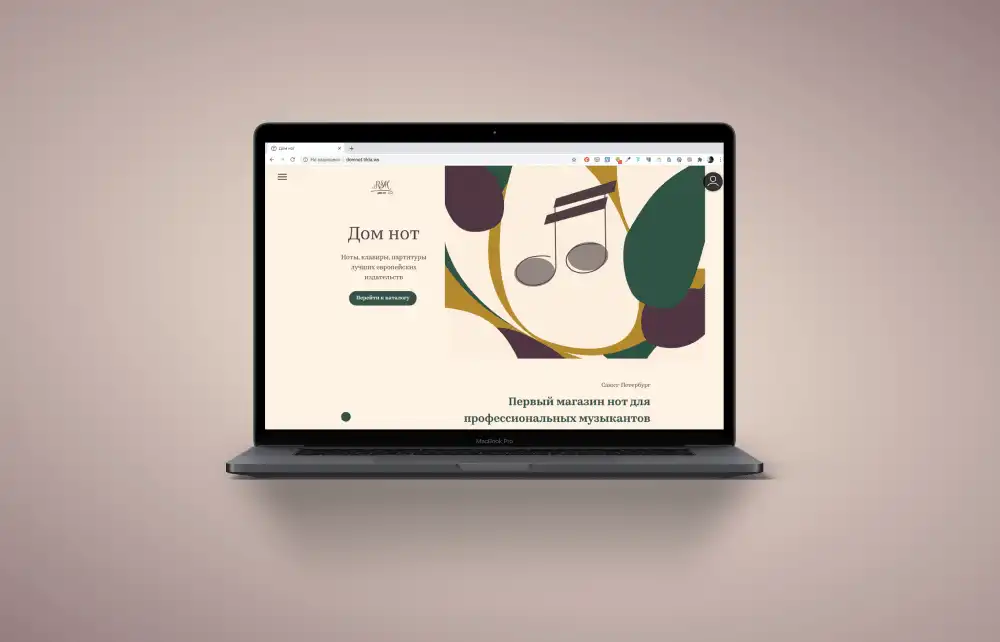 Дом нот
Не защищено
domnot.tilda.ws
Дом нот
Ноты, клавиры, партитуры
лучших европейских
издательств
Перейти к каталогу
Санкт-Петербург
Первый магазин нот для
профессиональных музыкантов
MacBook Pro